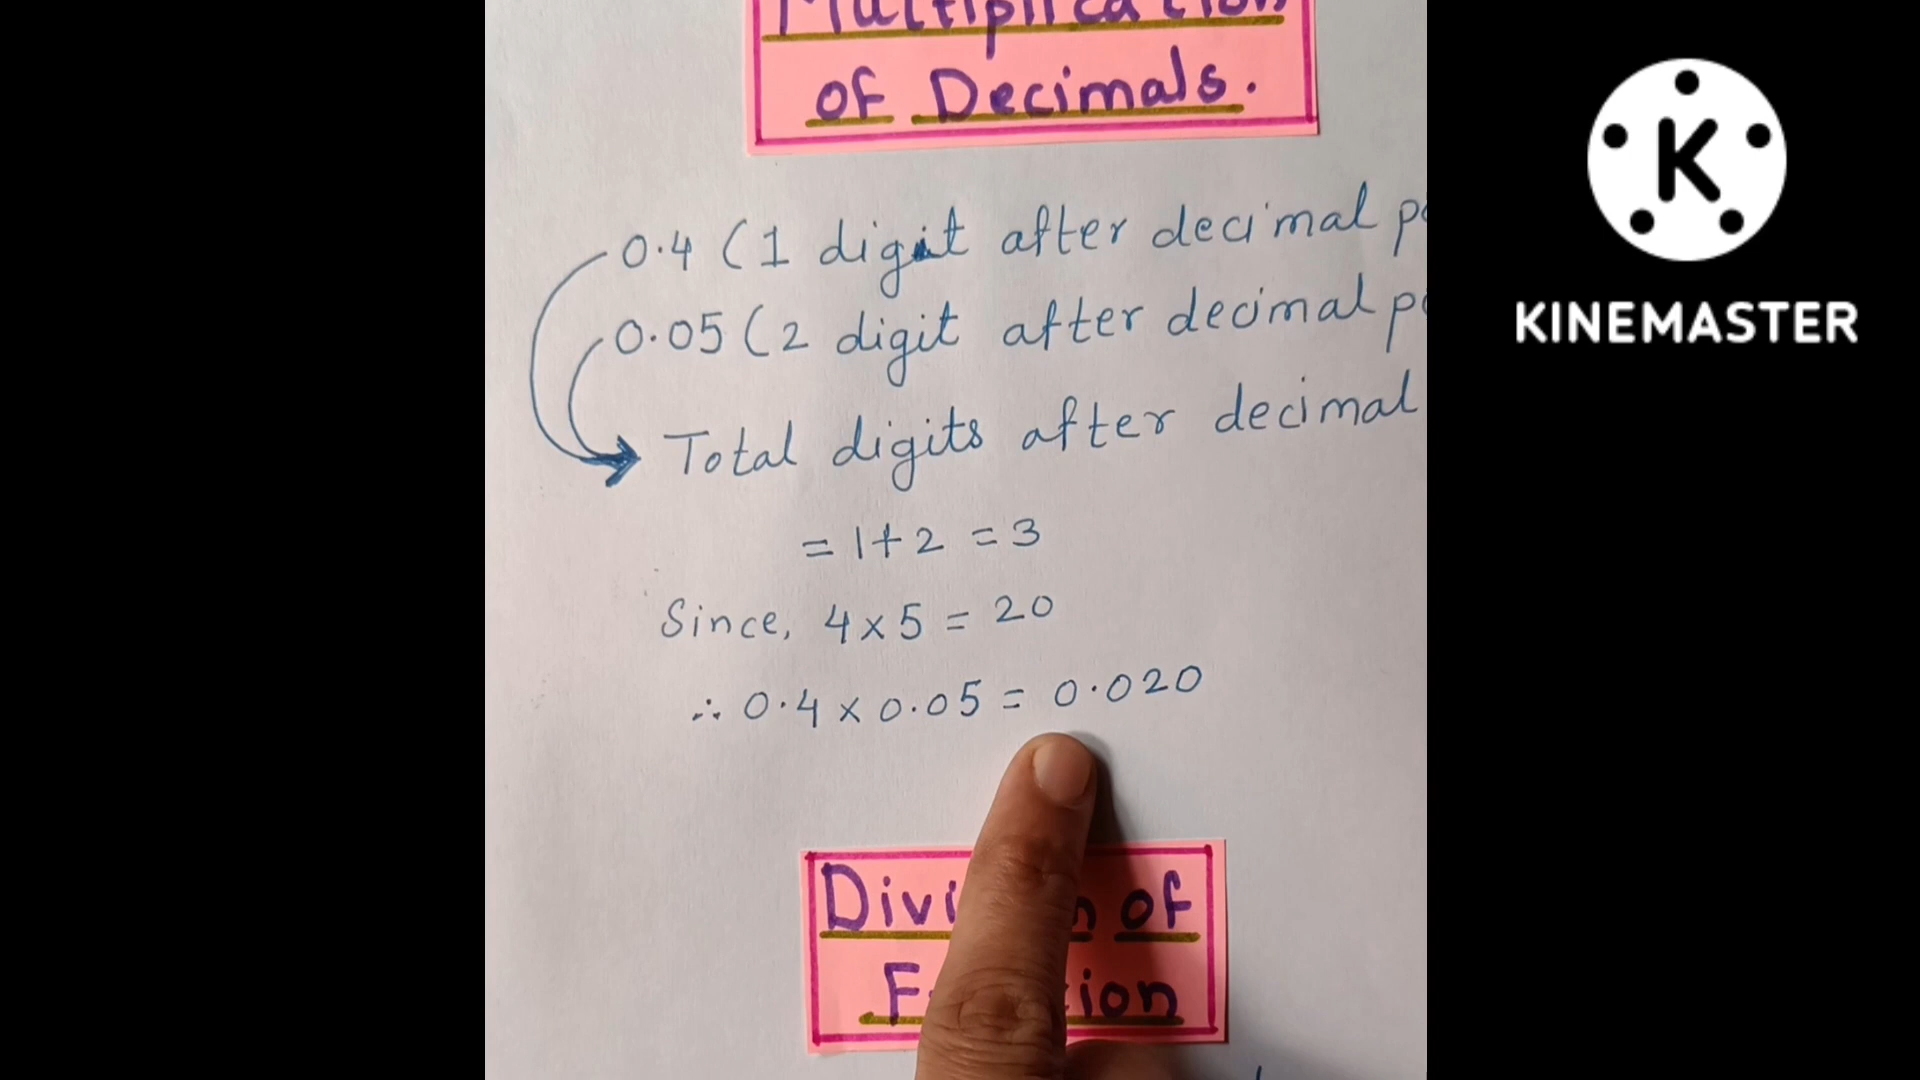 Multiplication
of Decimals.
0.4 (1 digit after decimal
0.05 (2 digit after decimal
Total digits after decimal
= 1+2 = 3
Since, 4 × 5 = 20
∴ 0.4 × 0.05 = 0.020
of
KINEMASTER